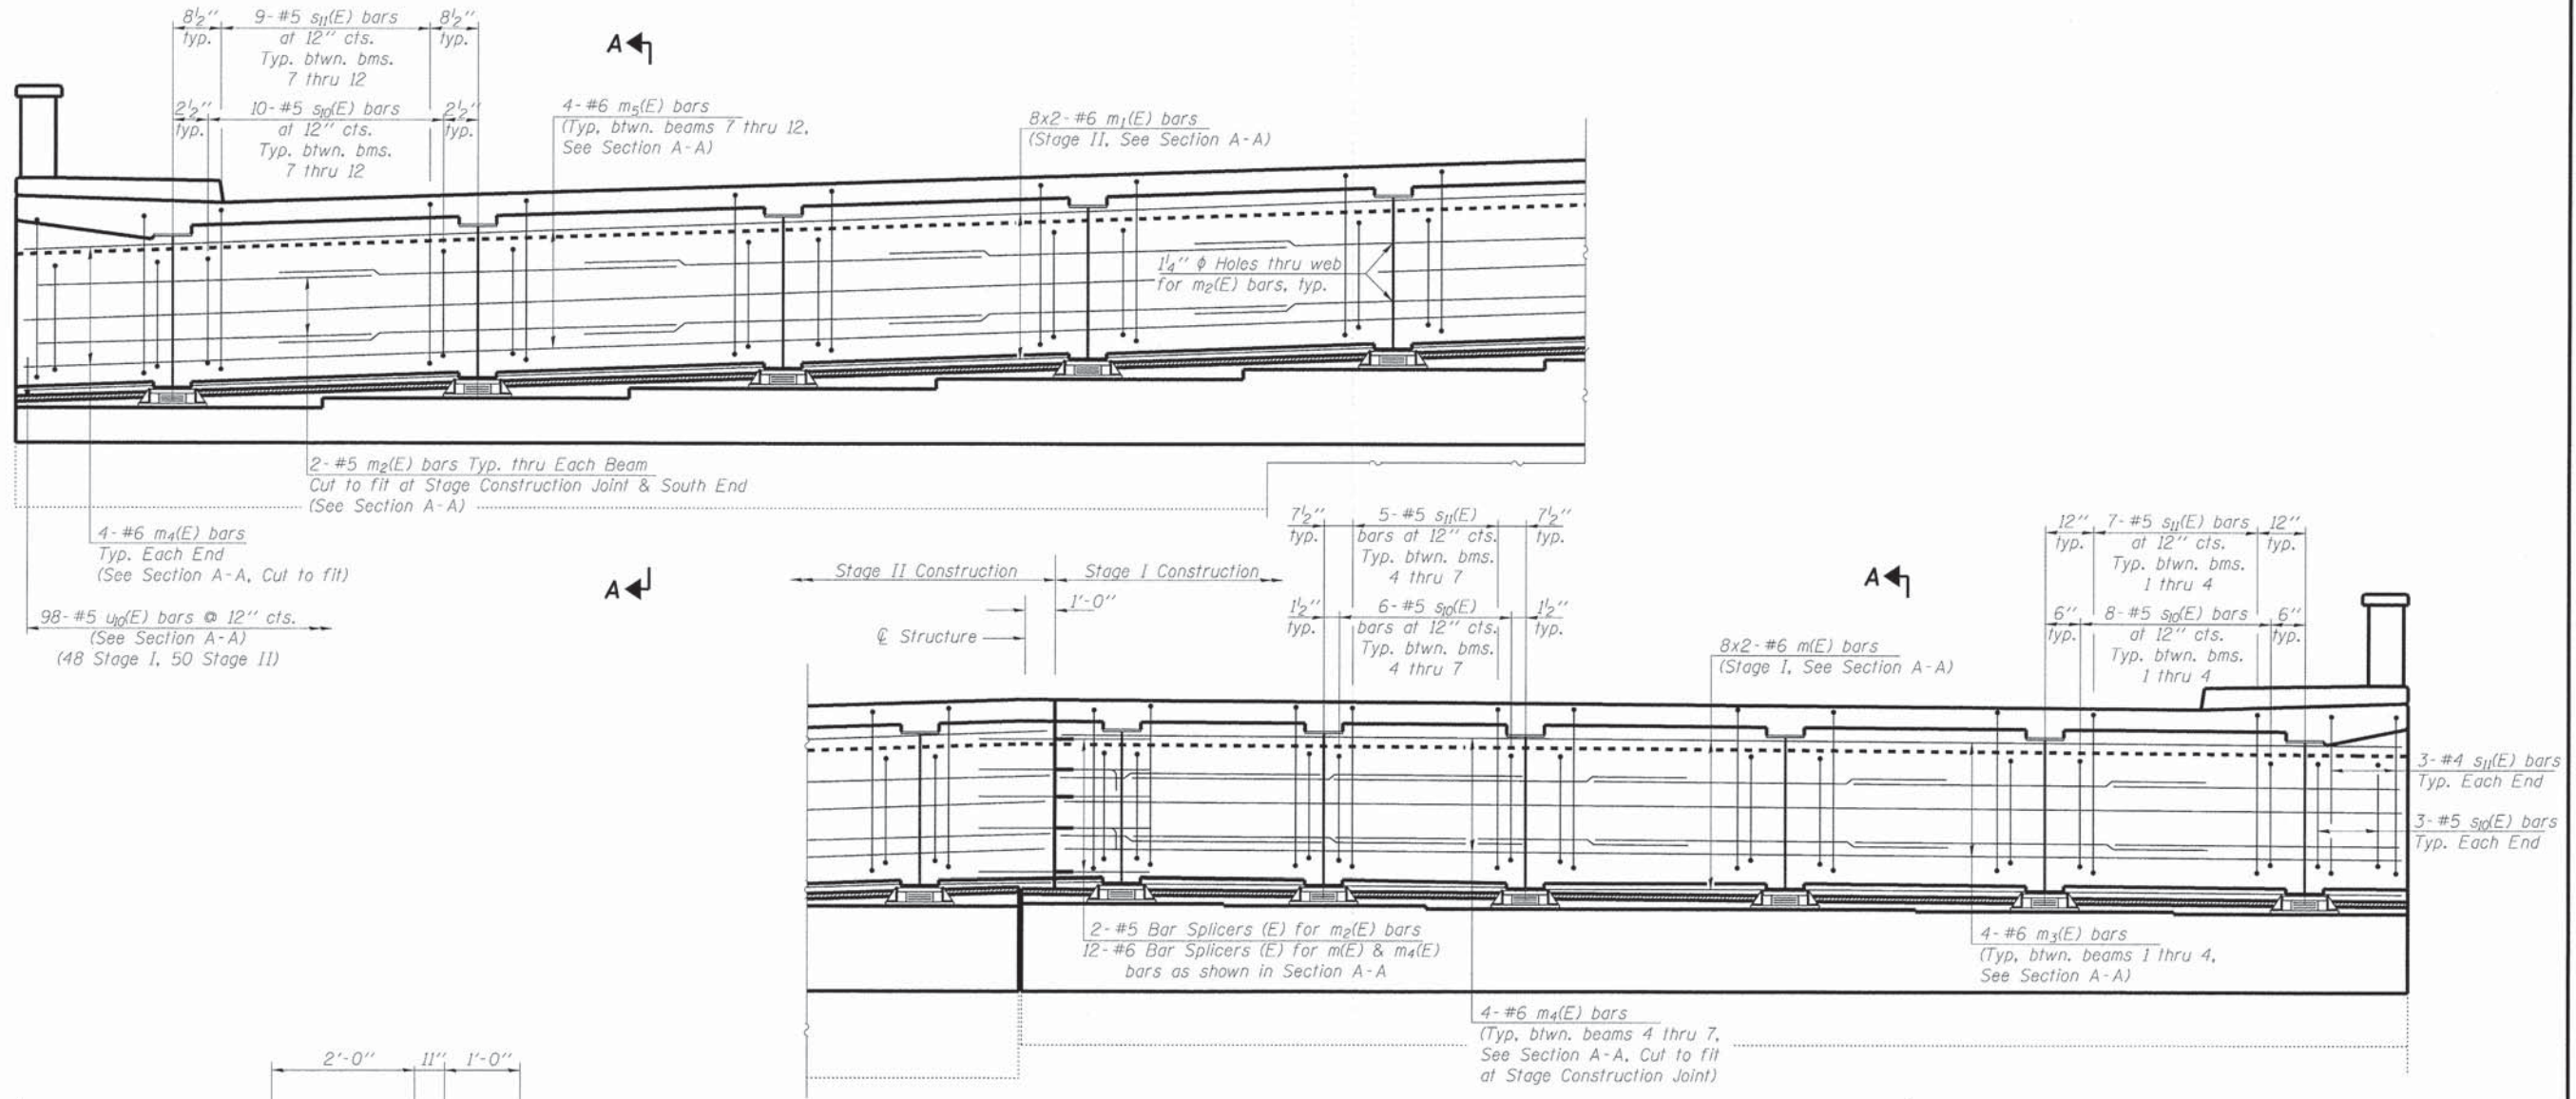 8½" typ.
9-#5 s11(E) bars
at 12" cts.
Typ. btwn. bms.
7 thru 12
8½" typ.
2½" typ.
10-#5 s10(E) bars
at 12" cts.
Typ. btwn. bms.
7 thru 12
2½" typ.
A
4-#6 m5(E) bars
(Typ, btwn. beams 7 thru 12,
See Section A-A)
8x2-#6 m1(E) bars
(Stage II, See Section A-A)
1¼" ϕ Holes thru web
for m2(E) bars, typ.
2-#5 m2(E) bars Typ. thru Each Beam
Cut to fit at Stage Construction Joint & South End
(See Section A-A)
4-#6 m4(E) bars
Typ. Each End
(See Section A-A, Cut to fit)
98-#5 u10(E) bars @ 12" cts.
(See Section A-A)
(48 Stage I, 50 Stage II)
A
Stage II Construction
Stage I Construction
1'-0"
℄ Structure
7½" typ.
5-#5 s11(E)
bars at 12" cts.
Typ. btwn. bms.
4 thru 7
7½" typ.
1½" typ.
6-#5 s10(E)
bars at 12" cts.
Typ. btwn. bms.
4 thru 7
1½" typ.
8x2-#6 m(E) bars
(Stage I, See Section A-A)
A
12" typ.
7-#5 s11(E) bars
at 12" cts.
Typ. btwn. bms.
1 thru 4
12" typ.
6" typ.
8-#5 s10(E) bars
at 12" cts.
Typ. btwn. bms.
1 thru 4
6" typ.
3-#4 s11(E) bars
Typ. Each End
3-#5 s10(E) bars
Typ. Each End
2-#5 Bar Splicers (E) for m2(E) bars
12-#6 Bar Splicers (E) for m(E) & m4(E)
bars as shown in Section A-A
4-#6 m3(E) bars
(Typ, btwn. beams 1 thru 4,
See Section A-A)
4-#6 m4(E) bars
(Typ, btwn. beams 4 thru 7,
See Section A-A, Cut to fit
at Stage Construction Joint)
2'-0"
11"
1'-0"